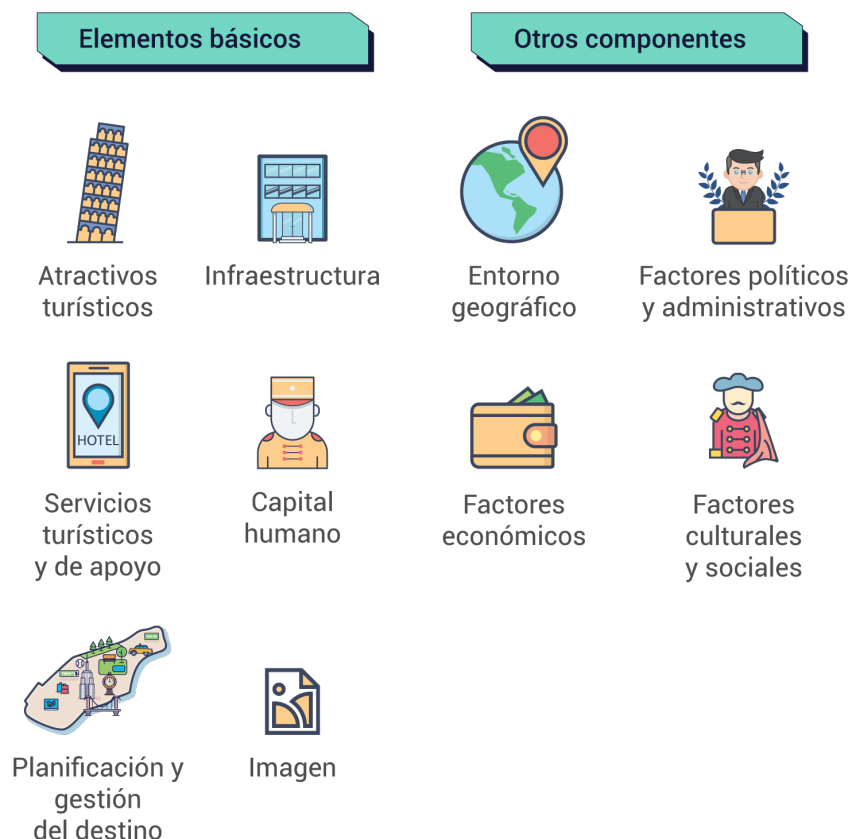 Elementos básicos
Otros componentes
Atractivos
turísticos
Infraestructura
Entorno
geográfico
Factores políticos
y administrativos
HOTEL
Servicios
turísticos
y de apoyo
Capital
humano
Factores
económicos
Factores
culturales
y sociales
Planificación y
gestión
del destino
Imagen